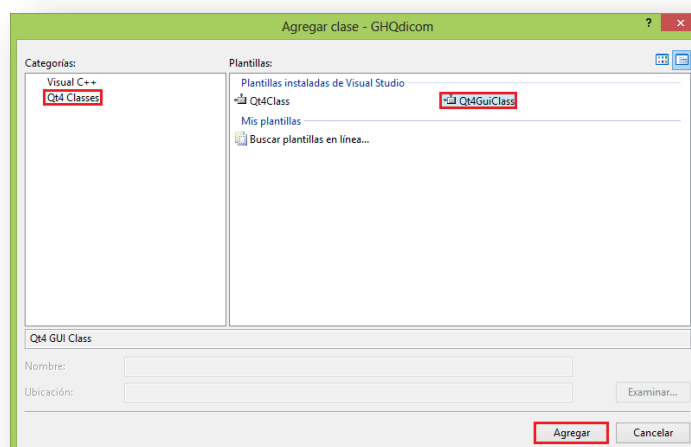 Agregar clase - GHQdicom
?
Categorías:
Plantillas:
Visual C++
Qt4 Classes
Plantillas instaladas de Visual Studio
Qt4Class
Qt4GuiClass
Mis plantillas
Buscar plantillas en línea...
Qt4 GUI Class
Nombre:
Ubicación:
Examinar...
Agregar
Cancelar